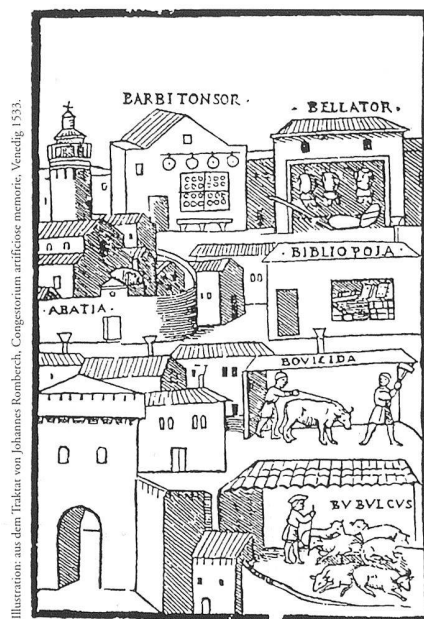 BARBITONSOR ·
· BELLATOR ·
· BIBLIOPOLA ·
· ABATIA ·
BOVICIDA
BVBVLCVS
Illustration: aus dem Traktat von Johannes Romberch, Congestorium artificiose memorie, Venedig 1533.